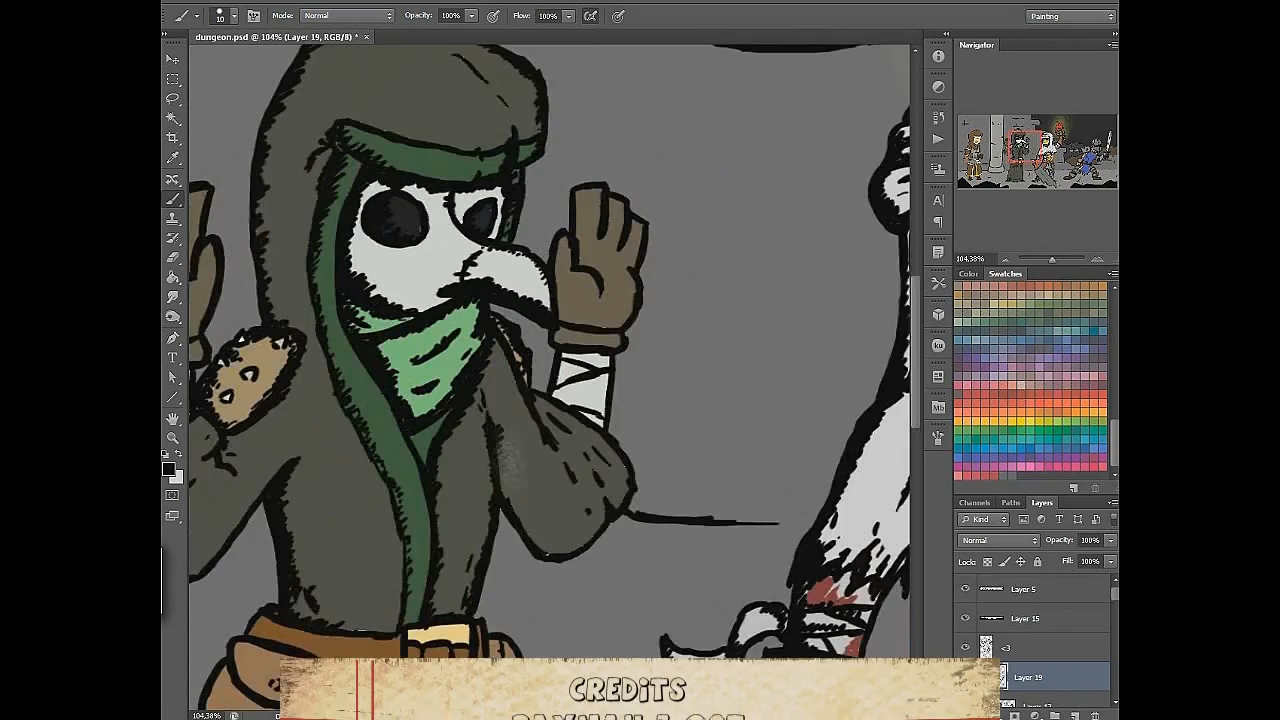 10 Mode: Normal Opacity: 100% Flow: 100% Painting
dungeon.psd @ 104% (Layer 19, RGB/8) * ×
Navigator
104,38%
Color Swatches
Channels Paths Layers
Kind
Normal Opacity: 100%
Lock: Fill: 100%
Layer 5
Layer 15
<3
Layer 19
104,38%
CREDiTS